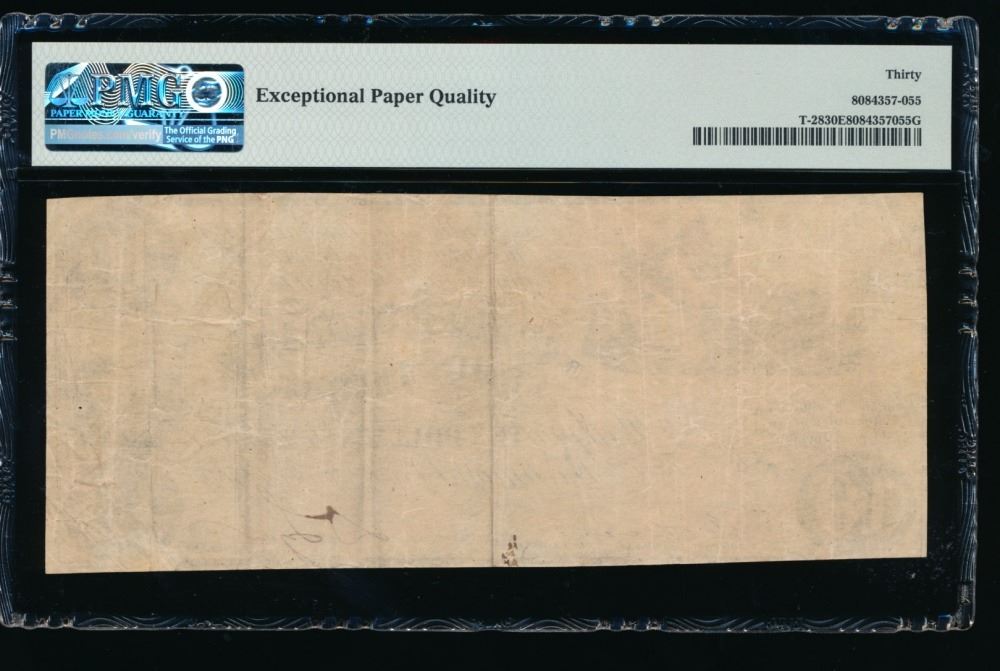 PMG
PAPER MONEY GUARANTY
PMGnotes.com/verify
The Official Grading
Service of the PNG™
Exceptional Paper Quality
Thirty
8084357-055
T-2830E8084357055G